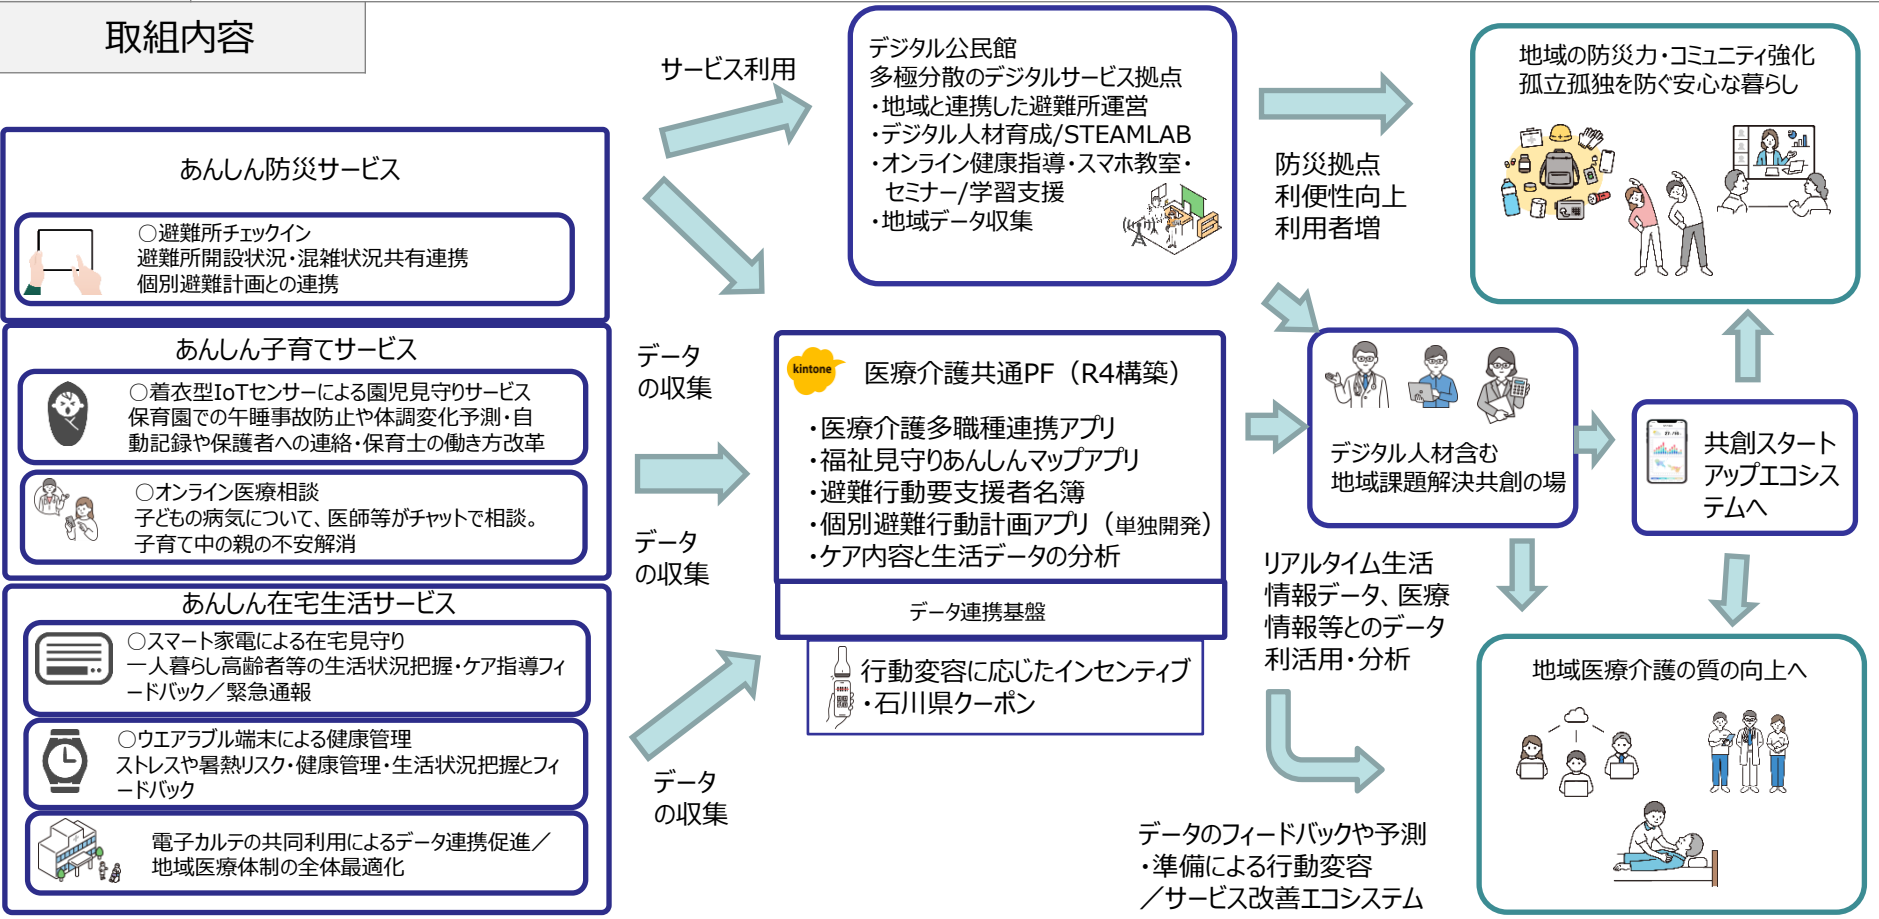 取組内容
あんしん防災サービス
○避難所チェックイン
避難所開設状況・混雑状況共有連携
個別避難計画との連携
あんしん子育てサービス
○着衣型IoTセンサーによる園児見守りサービス
保育園での午睡事故防止や体調変化予測・自
動記録や保護者への連絡・保育士の働き方改革
○オンライン医療相談
子どもの病気について、医師等がチャットで相談。
子育て中の親の不安解消
あんしん在宅生活サービス
○スマート家電による在宅見守り
一人暮らし高齢者等の生活状況把握・ケア指導フィ
ードバック／緊急通報
○ウエアラブル端末による健康管理
ストレスや暑熱リスク・健康管理・生活状況把握とフィ
ードバック
電子カルテの共同利用によるデータ連携促進／
地域医療体制の全体最適化
サービス利用
データ
の収集
データ
の収集
データ
の収集
デジタル公民館
多極分散のデジタルサービス拠点
・地域と連携した避難所運営
・デジタル人材育成/STEAMLAB
・オンライン健康指導・スマホ教室・
セミナー/学習支援
・地域データ収集
kintone
医療介護共通PF（R4構築）
・医療介護多職種連携アプリ
・福祉見守りあんしんマップアプリ
・避難行動要支援者名簿
・個別避難行動計画アプリ（単独開発）
・ケア内容と生活データの分析
データ連携基盤
行動変容に応じたインセンティブ
・石川県クーポン
防災拠点
利便性向上
利用者増
地域の防災力・コミュニティ強化
孤立孤独を防ぐ安心な暮らし
デジタル人材含む
地域課題解決共創の場
共創スタート
アップエコシス
テムへ
リアルタイム生活
情報データ、医療
情報等とのデータ
利活用・分析
データのフィードバックや予測
・準備による行動変容
／サービス改善エコシステム
地域医療介護の質の向上へ